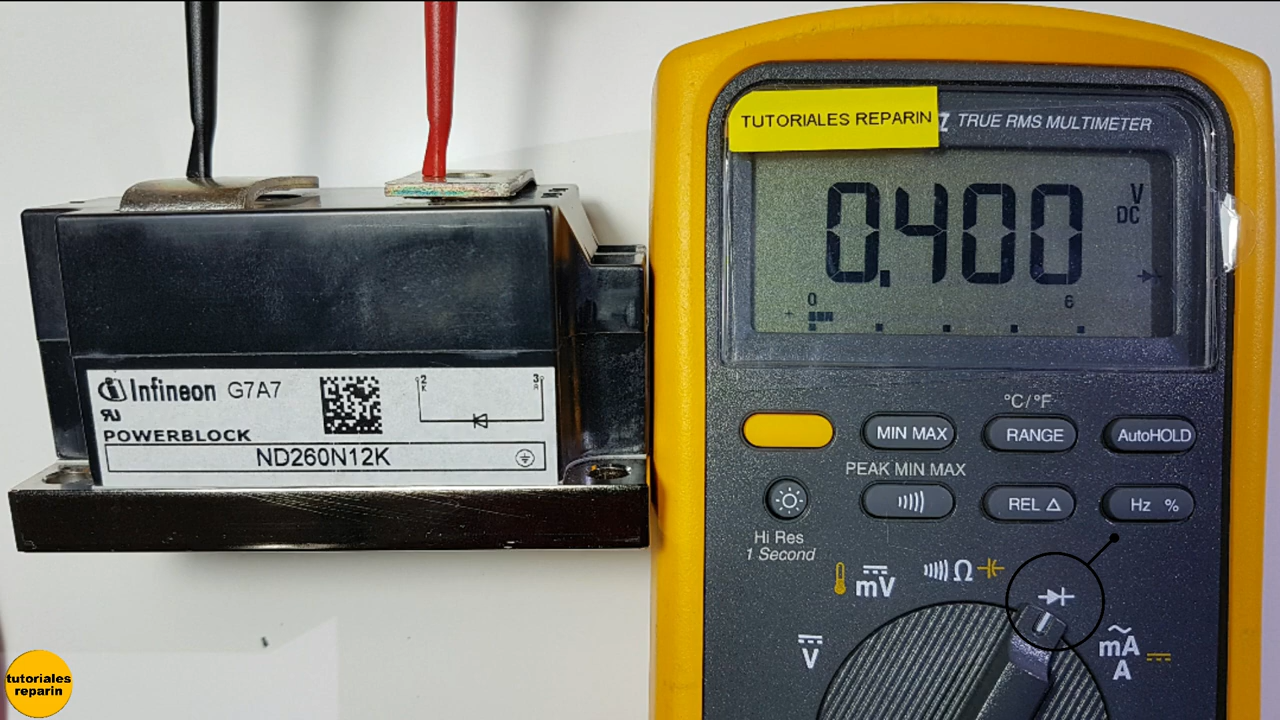 TUTORIALES REPARIN
TRUE RMS MULTIMETER
0.400
V
DC
0
6
Infineon G7A7
2
K
3
POWERBLOCK
ND260N12K
°C/°F
MIN MAX
RANGE
AutoHOLD
PEAK MIN MAX
REL Δ
Hz %
Hi Res
1 Second
mV
Ω
V
mA
A
tutoriales
reparin